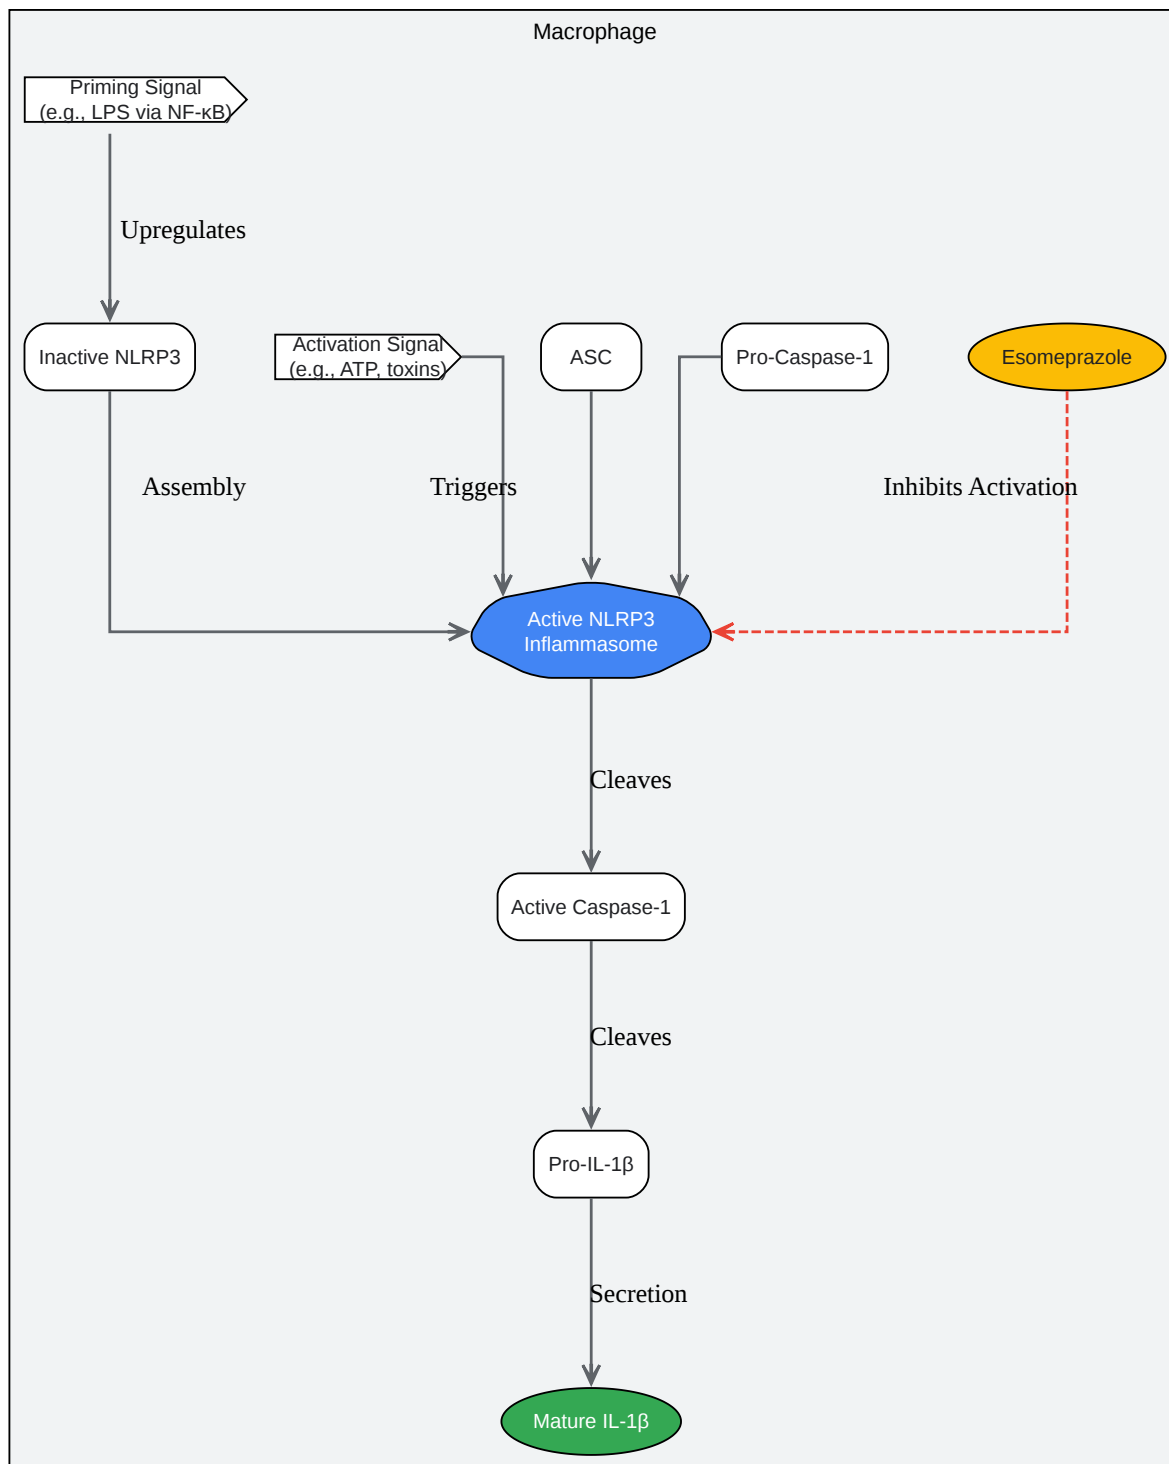 Macrophage
Priming Signal
(e.g., LPS via NF-κB)
Upregulates
Inactive NLRP3
Activation Signal
(e.g., ATP, toxins)
ASC
Pro-Caspase-1
Esomeprazole
Assembly
Triggers
Inhibits Activation
Active NLRP3
Inflammasome
Cleaves
Active Caspase-1
Cleaves
Pro-IL-1β
Secretion
Mature IL-1β